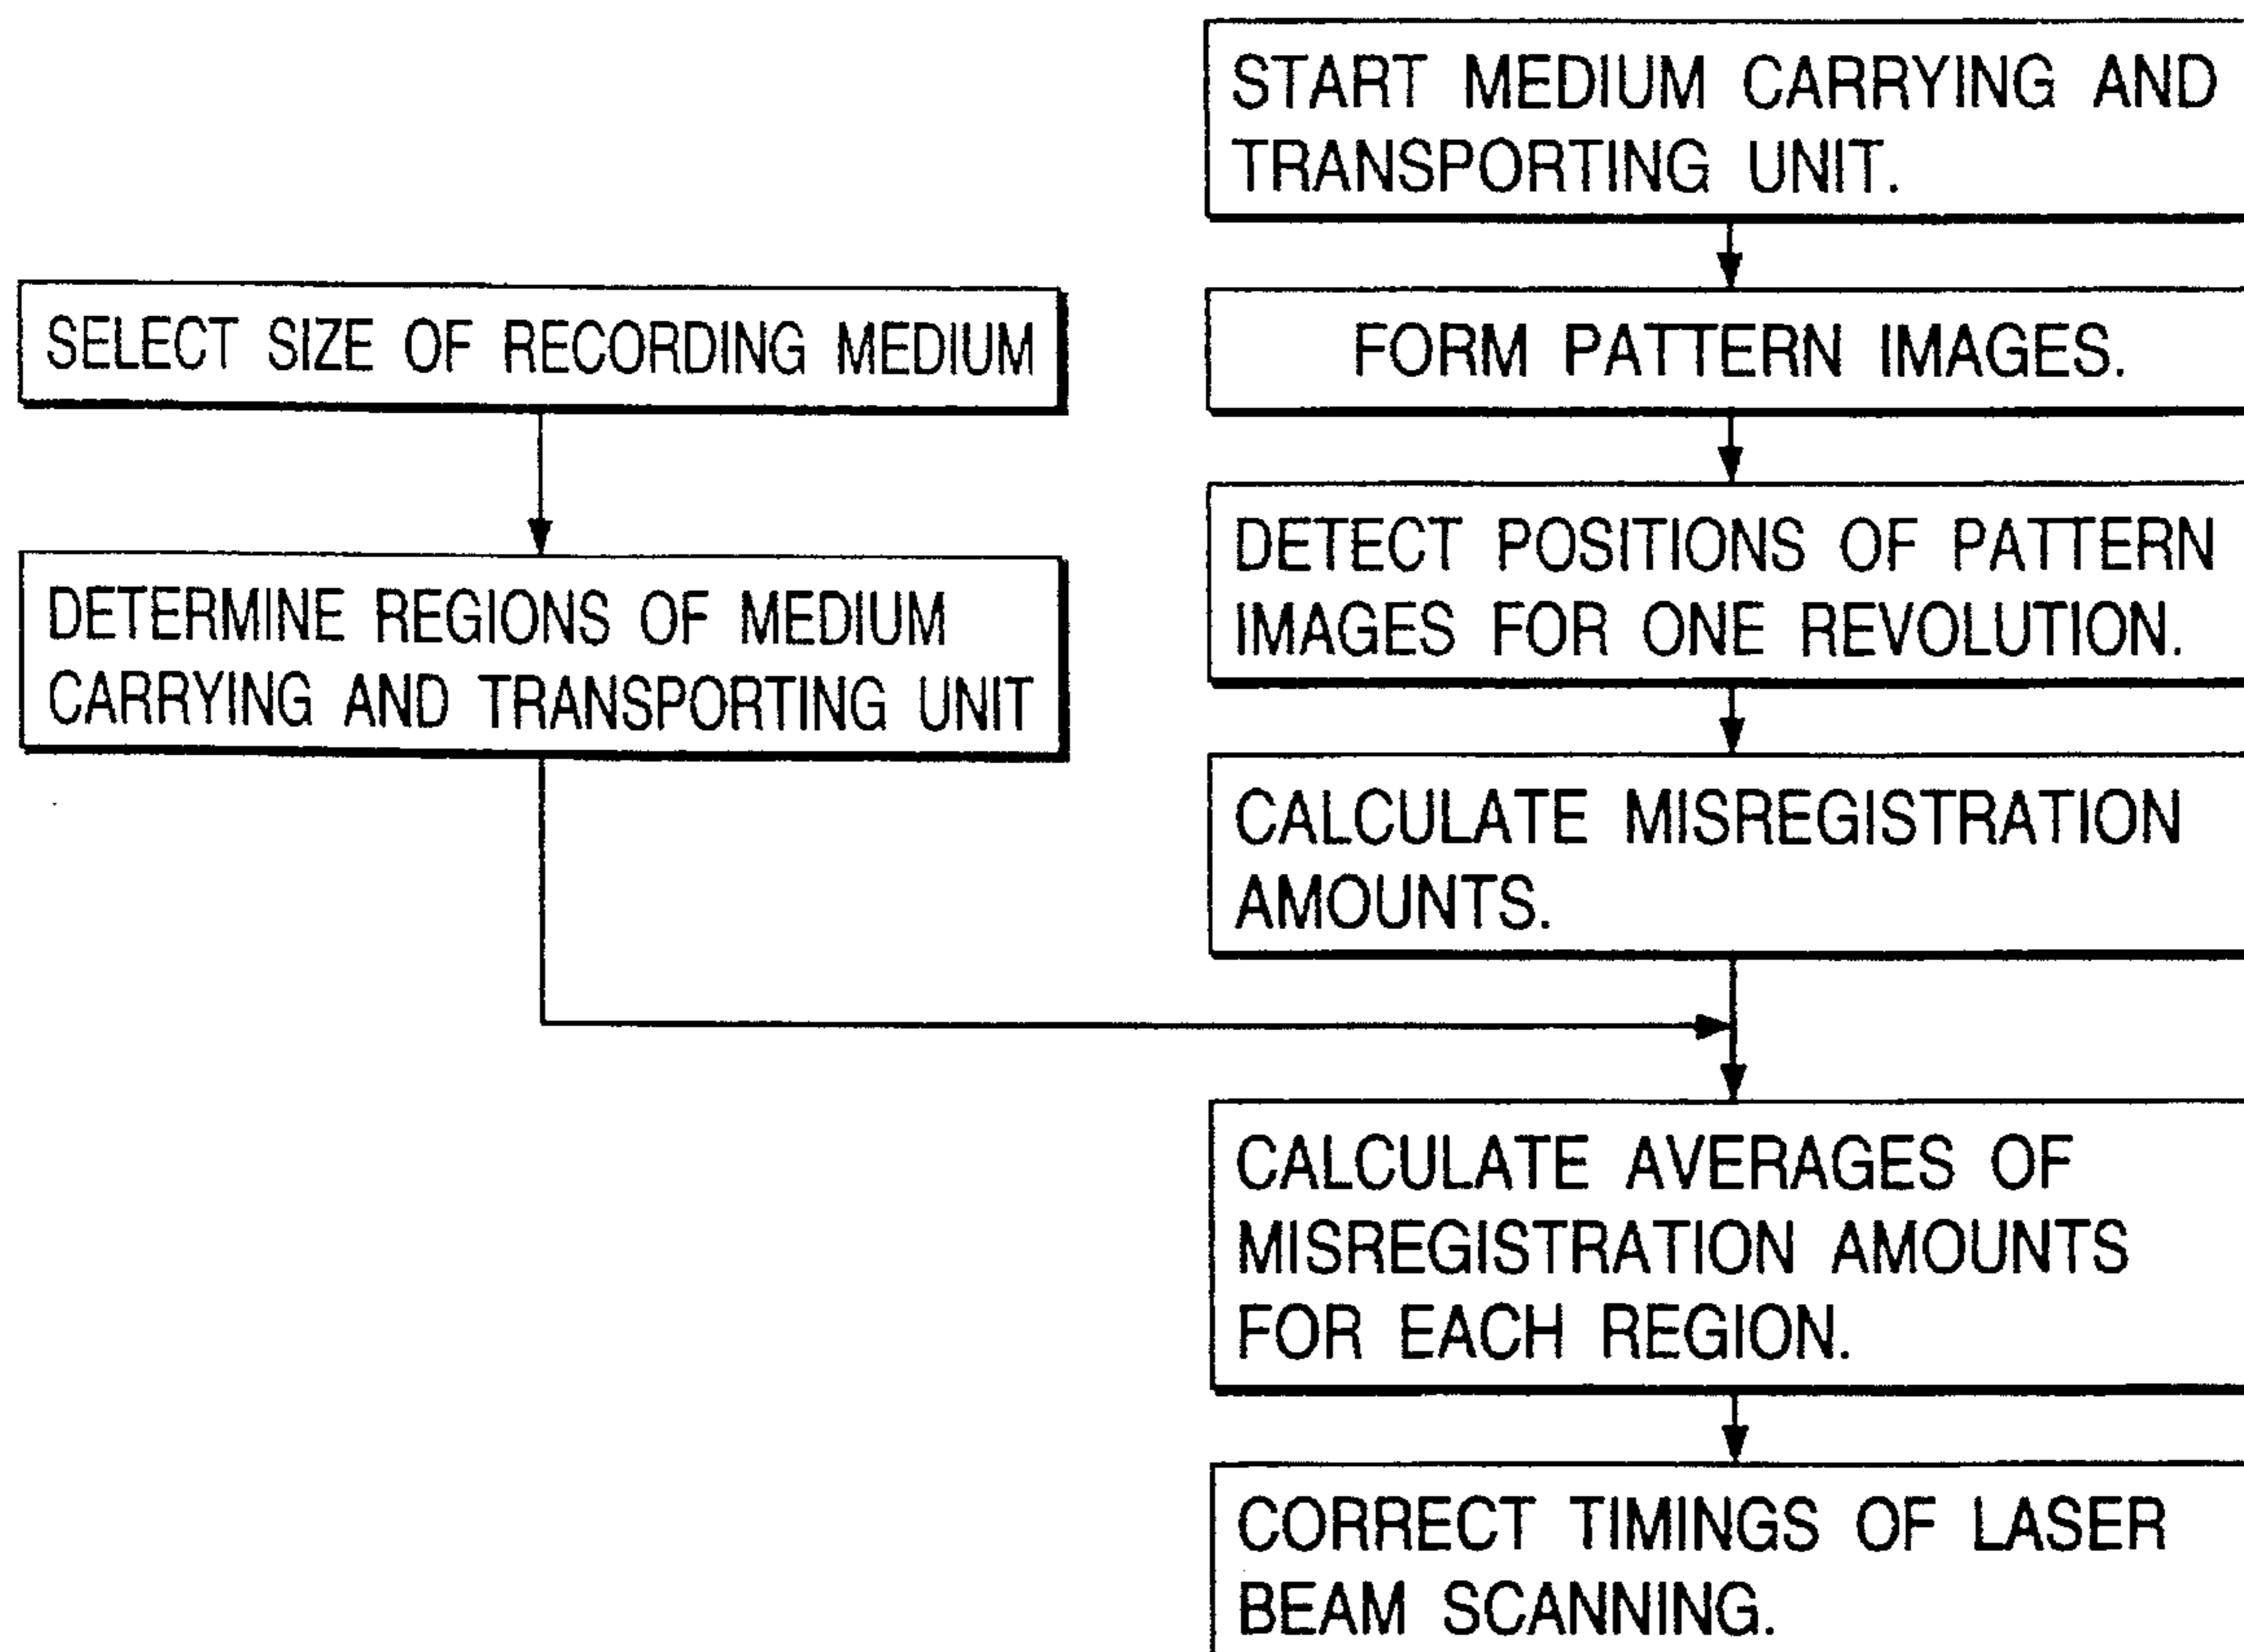 START MEDIUM CARRYING AND
TRANSPORTING UNIT.
SELECT SIZE OF RECORDING MEDIUM
FORM PATTERN IMAGES.
DETERMINE REGIONS OF MEDIUM
CARRYING AND TRANSPORTING UNIT
DETECT POSITIONS OF PATTERN
IMAGES FOR ONE REVOLUTION.
CALCULATE MISREGISTRATION
AMOUNTS.
CALCULATE AVERAGES OF
MISREGISTRATION AMOUNTS
FOR EACH REGION.
CORRECT TIMINGS OF LASER
BEAM SCANNING.